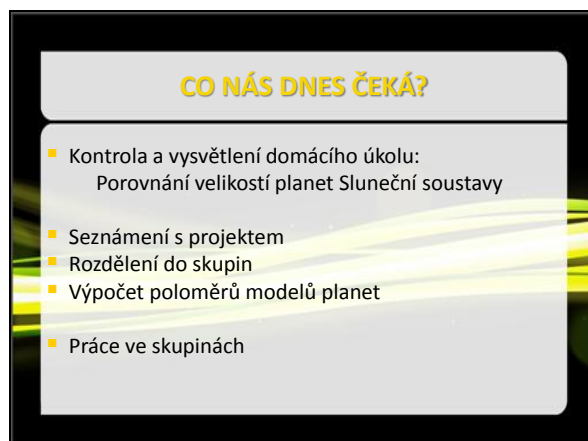 CO NÁS DNES ČEKÁ?
Kontrola a vysvětlení domácího úkolu:
Porovnání velikostí planet Sluneční soustavy
Seznámení s projektem
Rozdělení do skupin
Výpočet poloměrů modelů planet
Práce ve skupinách